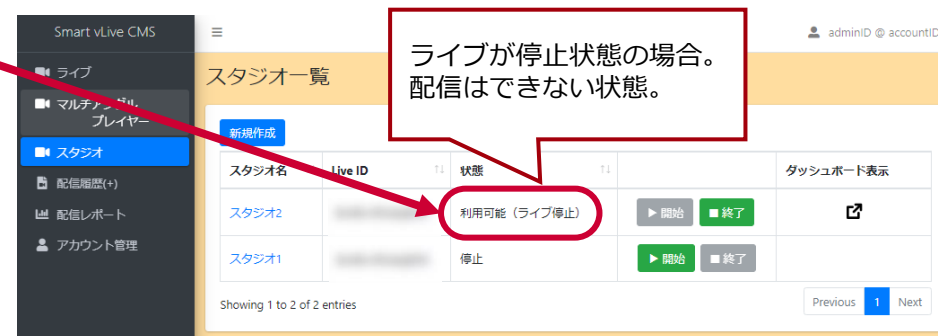 Smart vLive CMS
adminID @ accountID
ライブ
マルチアングル
プレイヤー
スタジオ
配信履歴(+)
配信レポート
アカウント管理
スタジオ一覧
ライブが停止状態の場合。
配信はできない状態。
新規作成
スタジオ名 Live ID 状態 ダッシュボード表示
スタジオ2 利用可能（ライブ停止） 開始 終了
スタジオ1 停止 開始 終了
Showing 1 to 2 of 2 entries
Previous 1 Next